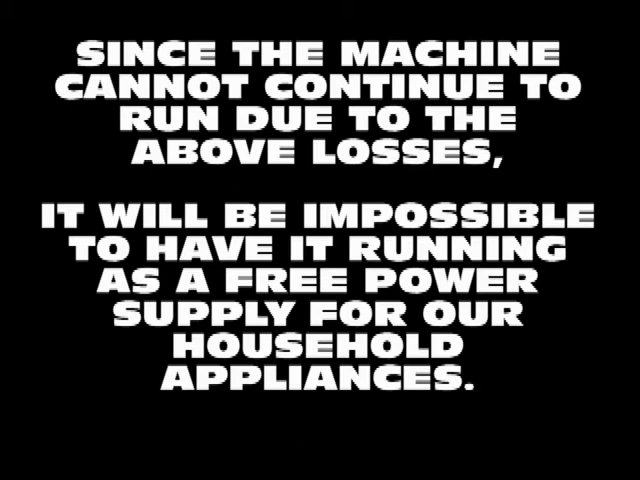 SINCE THE MACHINE
CANNOT CONTINUE TO
RUN DUE TO THE
ABOVE LOSSES,
IT WILL BE IMPOSSIBLE
TO HAVE IT RUNNING
AS A FREE POWER
SUPPLY FOR OUR
HOUSEHOLD
APPLIANCES.